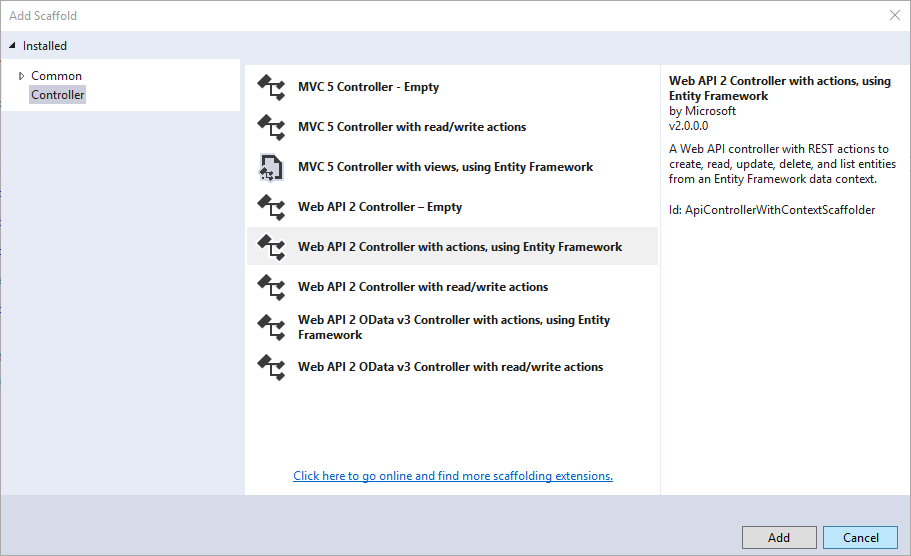 Add Scaffold
Installed
Common
Controller
MVC 5 Controller - Empty
MVC 5 Controller with read/write actions
MVC 5 Controller with views, using Entity Framework
Web API 2 Controller – Empty
Web API 2 Controller with actions, using Entity Framework
Web API 2 Controller with read/write actions
Web API 2 OData v3 Controller with actions, using Entity
Framework
Web API 2 OData v3 Controller with read/write actions
Click here to go online and find more scaffolding extensions.
Web API 2 Controller with actions, using
Entity Framework
by Microsoft
v2.0.0.0
A Web API controller with REST actions to
create, read, update, delete, and list entities
from an Entity Framework data context.
Id: ApiControllerWithContextScaffolder
Add
Cancel